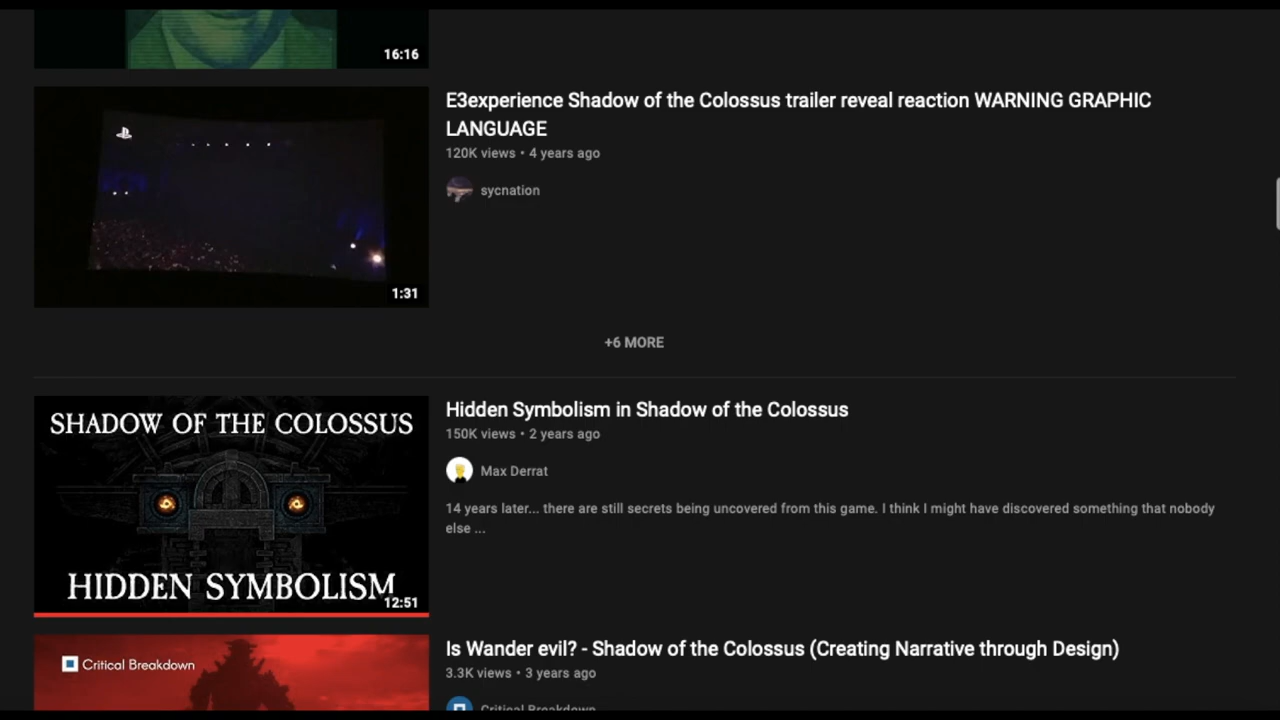 16:16
E3experience Shadow of the Colossus trailer reveal reaction WARNING GRAPHIC
LANGUAGE
120K views • 4 years ago
sycnation
1:31
+6 MORE
SHADOW OF THE COLOSSUS
HIDDEN SYMBOLISM
12:51
Hidden Symbolism in Shadow of the Colossus
150K views • 2 years ago
Max Derrat
14 years later... there are still secrets being uncovered from this game. I think I might have discovered something that nobody
else ...
Critical Breakdown
Is Wander evil? - Shadow of the Colossus (Creating Narrative through Design)
3.3K views • 3 years ago
Critical Breakdown